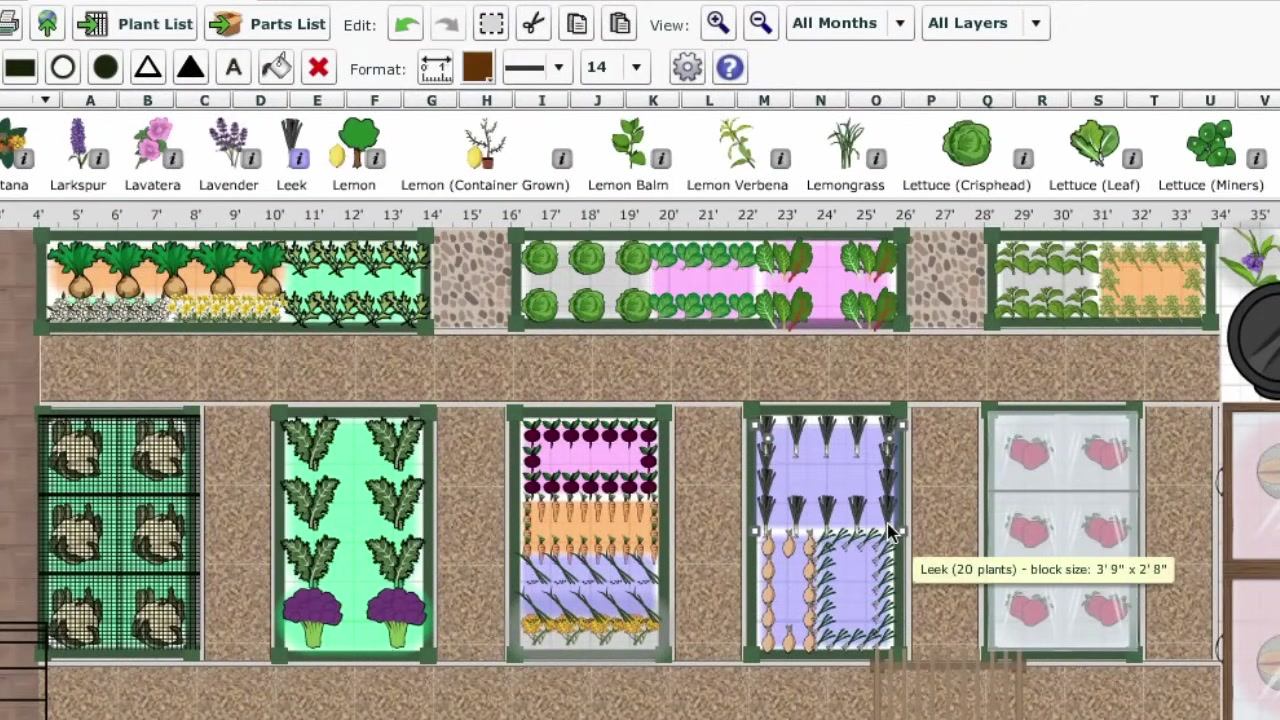 Plant List Parts List Edit: View: All Months All Layers
A Format: 0 1 14 ?
A B C D E F G H I J K L M N O P Q R S T U V
i i i i i i i i i i i i i i
tana Larkspur Lavatera Lavender Leek Lemon Lemon (Container Grown) Lemon Balm Lemon Verbena Lemongrass Lettuce (Crisphead) Lettuce (Leaf) Lettuce (Miners)
' 4' 5' 6' 7' 8' 9' 10' 11' 12' 13' 14' 15' 16' 17' 18' 19' 20' 21' 22' 23' 24' 25' 26' 27' 28' 29' 30' 31' 32' 33' 34' 35'
Leek (20 plants) - block size: 3' 9" x 2' 8"